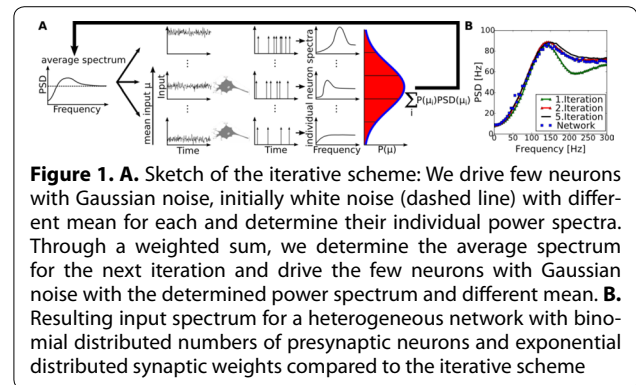 A
B
average spectrum
PSD
Frequency
mean input μ
Input
Time
Time
individual neuron spectra
Frequency
P(μ)
∑P(μi)PSD(μi)
i
PSD [Hz]
100
80
60
40
20
0
0 50 100 150 200 250 300
Frequency [Hz]
1.Iteration
2.Iteration
5.Iteration
Network
Figure 1. A. Sketch of the iterative scheme: We drive few neurons
with Gaussian noise, initially white noise (dashed line) with differ-
ent mean for each and determine their individual power spectra.
Through a weighted sum, we determine the average spectrum
for the next iteration and drive the few neurons with Gaussian
noise with the determined power spectrum and different mean. B.
Resulting input spectrum for a heterogeneous network with bino-
mial distributed numbers of presynaptic neurons and exponential
distributed synaptic weights compared to the iterative scheme